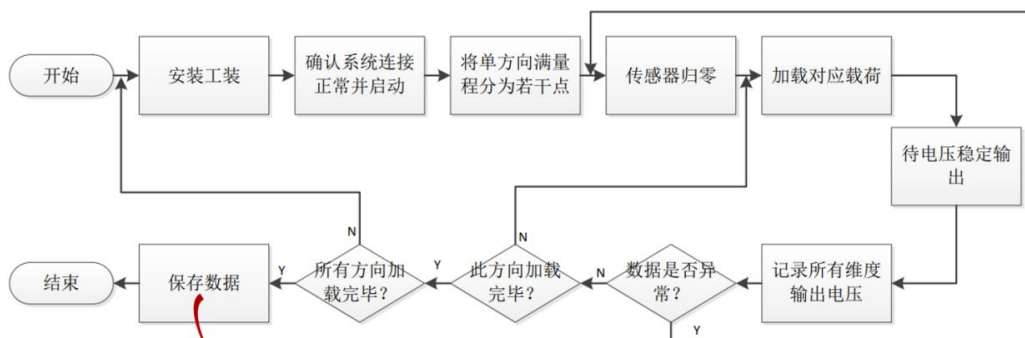 开始
安装工装
确认系统连接
正常并启动
将单方向满量
程分为若干点
传感器归零
加载对应载荷
待电压稳定输
出
N
N
结束
保存数据
Y
所有方向加
载完毕？
Y
此方向加载
完毕？
N
数据是否异
常？
Y
记录所有维度
输出电压